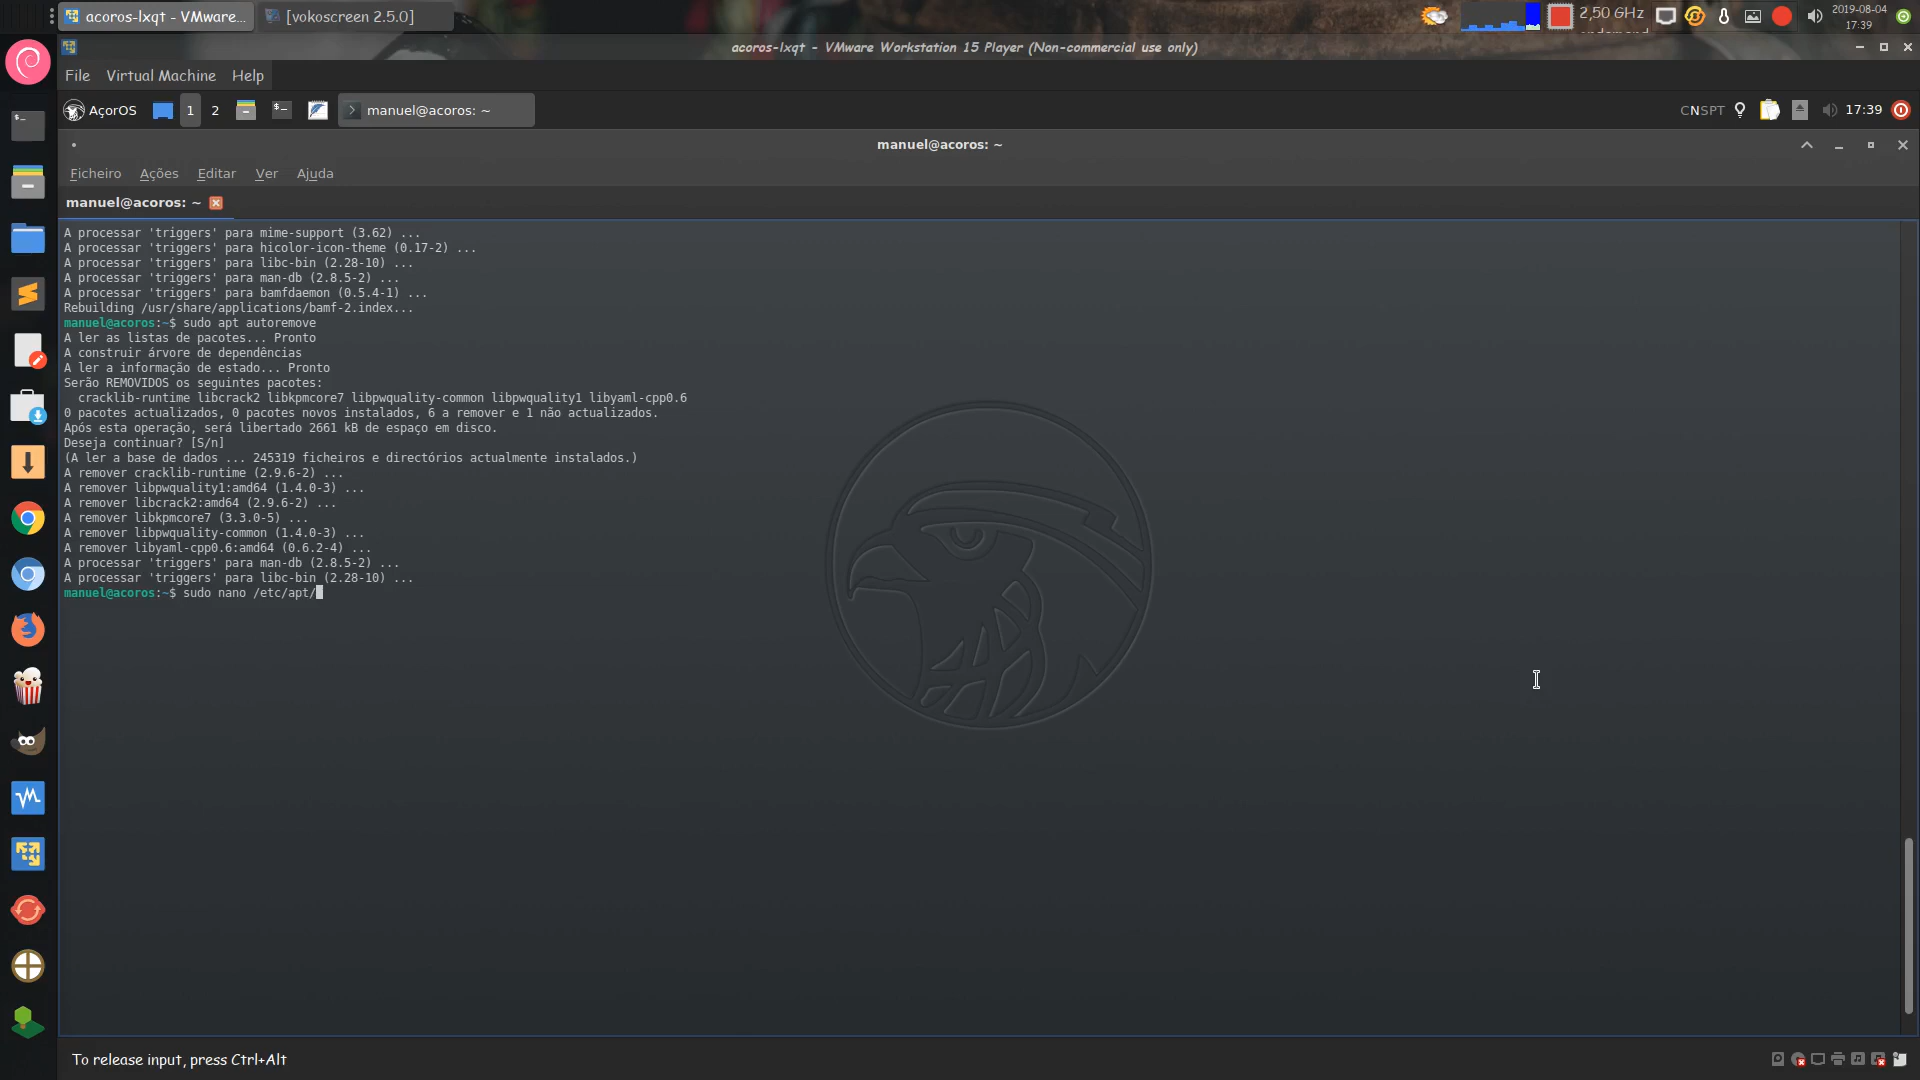 acoros-lxqt - VMware...
[vokoscreen 2.5.0]
2,50 GHz
ondemand
2019-08-04
17:39
acoros-lxqt - VMware Workstation 15 Player (Non-commercial use only)
File Virtual Machine Help
AçorOS 1 2 manuel@acoros: ~ CNSPT 17:39
manuel@acoros: ~
Ficheiro Ações Editar Ver Ajuda
manuel@acoros: ~
A processar 'triggers' para mime-support (3.62) ...
A processar 'triggers' para hicolor-icon-theme (0.17-2) ...
A processar 'triggers' para libc-bin (2.28-10) ...
A processar 'triggers' para man-db (2.8.5-2) ...
A processar 'triggers' para bamfdaemon (0.5.4-1) ...
Rebuilding /usr/share/applications/bamf-2.index...
manuel@acoros:~$ sudo apt autoremove
A ler as listas de pacotes... Pronto
A construir árvore de dependências
A ler a informação de estado... Pronto
Serão REMOVIDOS os seguintes pacotes:
cracklib-runtime libcrack2 libkpmcore7 libpwquality-common libpwquality1 libyaml-cpp0.6
0 pacotes actualizados, 0 pacotes novos instalados, 6 a remover e 1 não actualizados.
Após esta operação, será libertado 2661 kB de espaço em disco.
Deseja continuar? [S/n]
(A ler a base de dados ... 245319 ficheiros e directórios actualmente instalados.)
A remover cracklib-runtime (2.9.6-2) ...
A remover libpwquality1:amd64 (1.4.0-3) ...
A remover libcrack2:amd64 (2.9.6-2) ...
A remover libkpmcore7 (3.3.0-5) ...
A remover libpwquality-common (1.4.0-3) ...
A remover libyaml-cpp0.6:amd64 (0.6.2-4) ...
A processar 'triggers' para man-db (2.8.5-2) ...
A processar 'triggers' para libc-bin (2.28-10) ...
manuel@acoros:~$ sudo nano /etc/apt/
To release input, press Ctrl+Alt